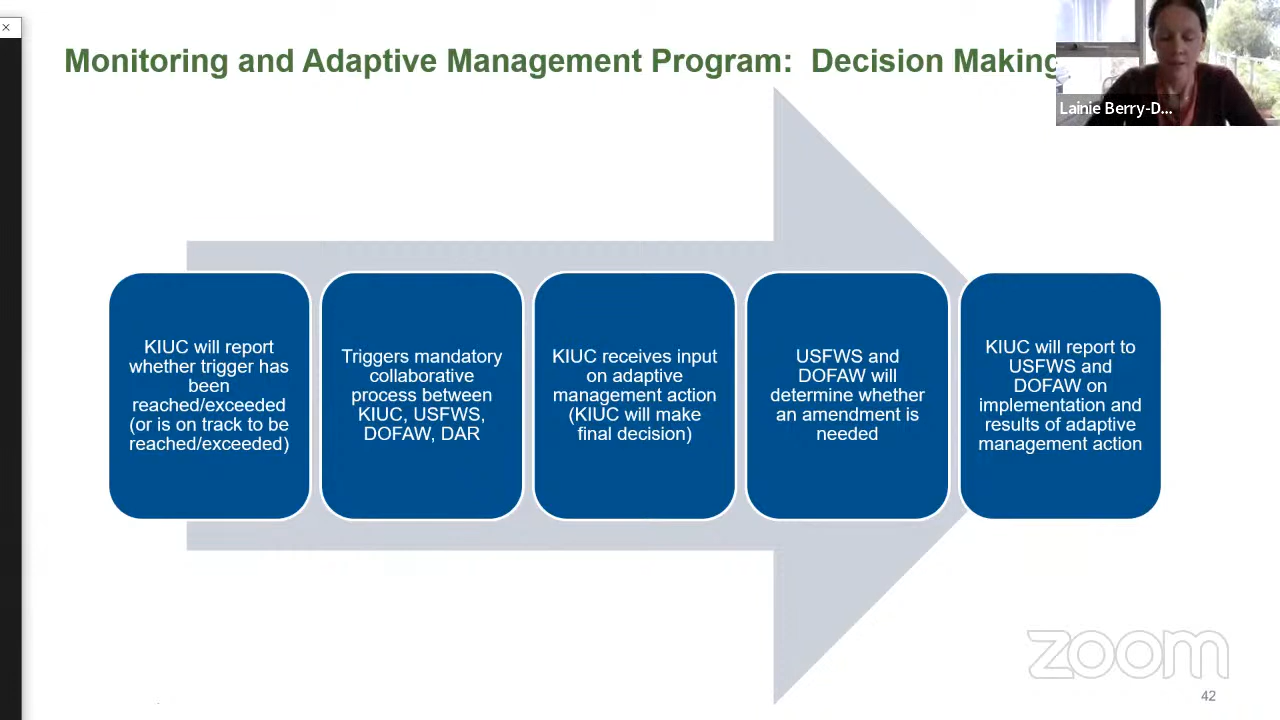 Monitoring and Adaptive Management Program: Decision Making
Lainie Berry-D...
KIUC will report
whether trigger has
been
reached/exceeded
(or is on track to be
reached/exceeded)
Triggers mandatory
collaborative
process between
KIUC, USFWS,
DOFAW, DAR
KIUC receives input
on adaptive
management action
(KIUC will make
final decision)
USFWS and
DOFAW will
determine whether
an amendment is
needed
KIUC will report to
USFWS and
DOFAW on
implementation and
results of adaptive
management action
zoom
42